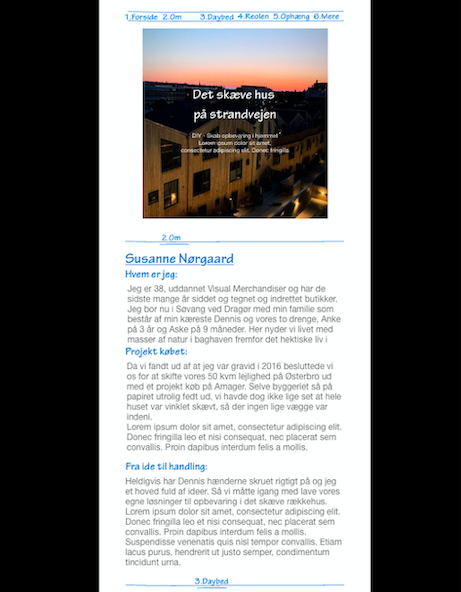 1.Forside 2.Om 3.Daybed 4.Reolen 5.Ophæng 6.Mere
Det skæve hus
på strandvejen
DIY - Skab opbevaring i hjemmet
Lorem ipsum dolor sit amet,
consectetur adipiscing elit. Donec fringilla
2.Om
Susanne Nørgaard
Hvem er jeg:
Jeg er 38, uddannet Visual Merchandiser og har de
sidste mange år siddet og tegnet og indrettet butikker.
Jeg bor nu i Søvang ved Dragør med min familie som
består af min kæreste Dennis og vores to drenge, Anke
på 3 år og Aske på 9 måneder. Her nyder vi livet med
masser af natur i baghaven fremfor det hektiske liv i
Projekt købet:
Da vi fandt ud af at jeg var gravid i 2016 besluttede vi
os for at skifte vores 50 kvm lejlighed på Østerbro ud
med et projekt køb på Amager. Selve byggeriet så på
papiret utrolig fedt ud, vi havde dog ikke lige set at hele
huset var vinklet skævt, så der ingen lige vægge var
indeni.
Lorem ipsum dolor sit amet, consectetur adipiscing elit.
Donec fringilla leo et nisi consequat, nec placerat sem
convallis. Proin dapibus interdum felis a mollis.
Fra ide til handling:
Heldigvis har Dennis hænderne skruet rigtigt på og jeg
et hoved fuld af ideer. Så vi måtte igang med lave vores
egne løsninger til opbevaring i det skæve rækkehus.
Lorem ipsum dolor sit amet, consectetur adipiscing elit.
Donec fringilla leo et nisi consequat, nec placerat sem
convallis. Proin dapibus interdum felis a mollis.
Suspendisse venenatis quis nisl tempor convallis. Etiam
lacus purus, hendrerit ut justo semper, condimentum
tincidunt urna.
3.Daybed